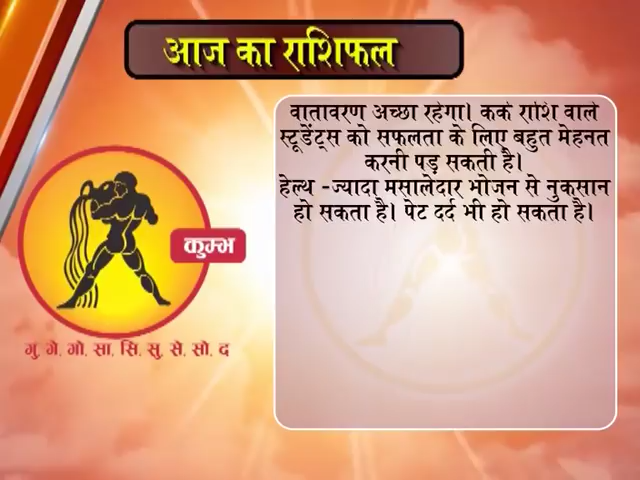 आज का राशिफल
वातावरण अच्छा रहेगा। कर्क राशि वाले
स्टूडेंट्स को सफलता के लिए बहुत मेहनत
करनी पड़ सकती है।
हेल्थ -ज्यादा मसालेदार भोजन से नुकसान
हो सकता है। पेट दर्द भी हो सकता है।
कुम्भ
गु, गे, गो, सा, सि, सु, से, सो, द